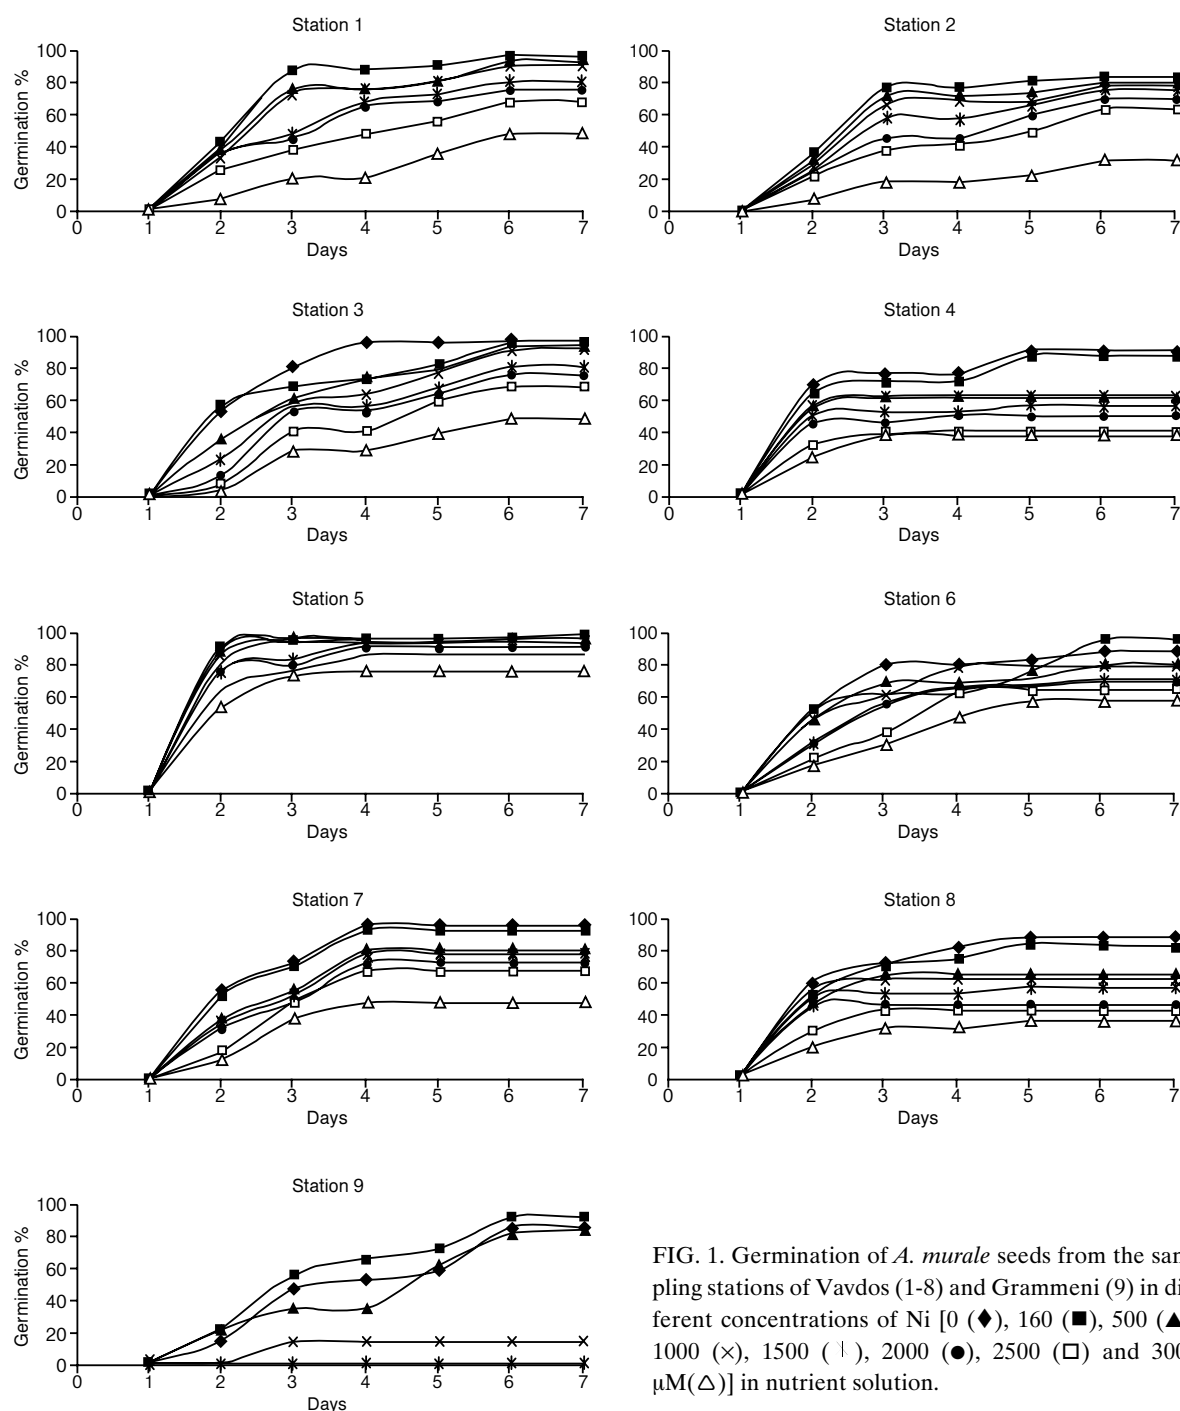 Station 1
Germination %
100
80
60
40
20
0
0 1 2 3 4 5 6 7
Days
Station 2
Germination %
100
80
60
40
20
0
0 1 2 3 4 5 6 7
Days
Station 3
Germination %
100
80
60
40
20
0
0 1 2 3 4 5 6 7
Days
Station 4
Germination %
100
80
60
40
20
0
0 1 2 3 4 5 6 7
Days
Station 5
Germination %
100
80
60
40
20
0
0 1 2 3 4 5 6 7
Days
Station 6
Germination %
100
80
60
40
20
0
0 1 2 3 4 5 6 7
Days
Station 7
Germination %
100
80
60
40
20
0
0 1 2 3 4 5 6 7
Days
Station 8
Germination %
100
80
60
40
20
0
0 1 2 3 4 5 6 7
Days
Station 9
Germination %
100
80
60
40
20
0
0 1 2 3 4 5 6 7
Days
FIG. 1. Germination of A. murale seeds from the
pling stations of Vavdos (1-8) and Grammeni (9) in di
ferent concentrations of Ni [0 (♦), 160 (■), 500 (▲
1000 (×), 1500 ( ), 2000 (●), 2500 (□) and 300
μM(△)] in nutrient solution.